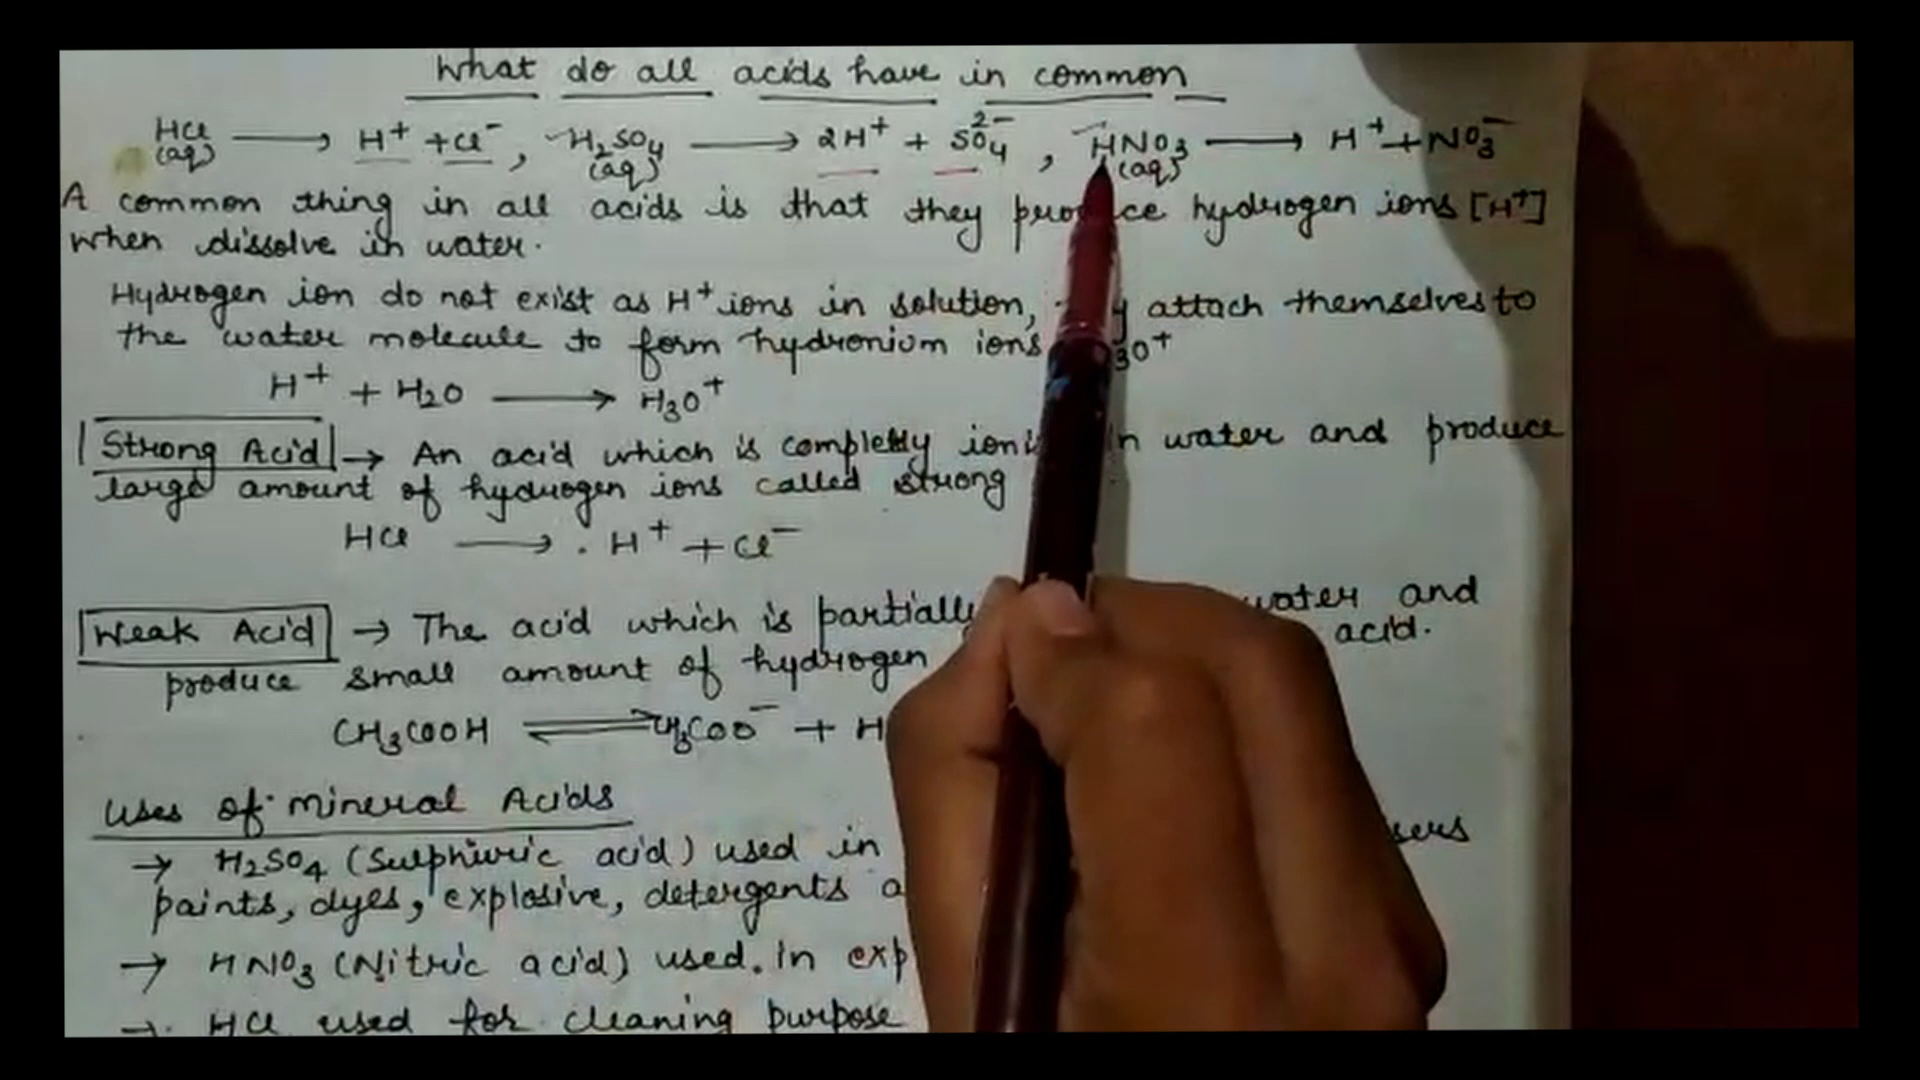 What do all acids have in common
HCl (aq) ⟶ H⁺ + Cl⁻, H₂SO₄ (aq) ⟶ 2H⁺ + SO₄²⁻, HNO₃ (aq) ⟶ H⁺ + NO₃⁻
A common thing in all acids is that they produce hydrogen ions [H⁺]
when dissolve in water.
Hydrogen ion do not exist as H⁺ ions in solution, attach themselves to
the water molecule to form hydronium ions ₃O⁺
H⁺ + H₂O ⟶ H₃O⁺
Strong Acid → An acid which is completly in water and produce
large amount of hydrogen ions called strong
HCl ⟶ H⁺ + Cl⁻
Weak Acid → The acid which is partially water and
produce small amount of hydrogen acid.
CH₃COOH ⇌ CH₃COO⁻ + H
Uses of mineral Acids
→ H₂SO₄ (Sulphuric acid) used in
paints, dyes, explosive, detergents
→ HNO₃ (Nitric acid) used in
→ HCl used for cleaning purpose